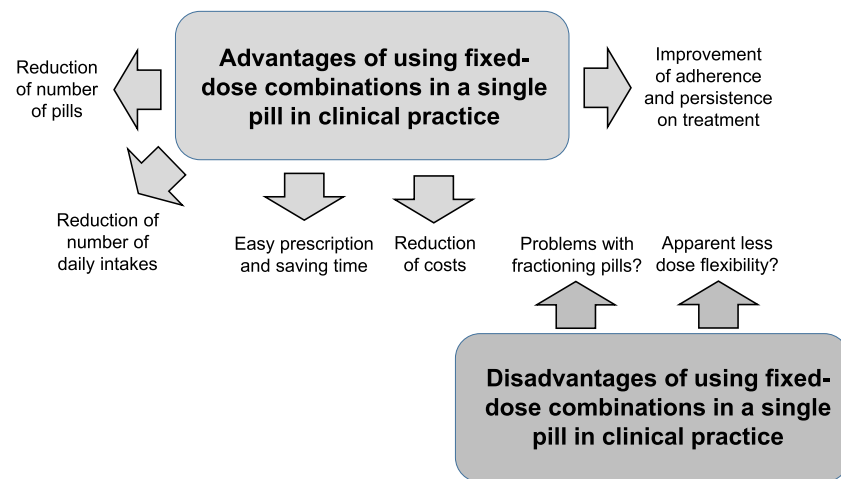 Advantages of using fixed-
dose combinations in a single
pill in clinical practice
Reduction
of number
of pills
Improvement
of adherence
and persistence
on treatment
Reduction of
number of
daily intakes
Easy prescription
and saving time
Reduction
of costs
Problems with
fractioning pills?
Apparent less
dose flexibility?
Disadvantages of using fixed-
dose combinations in a single
pill in clinical practice